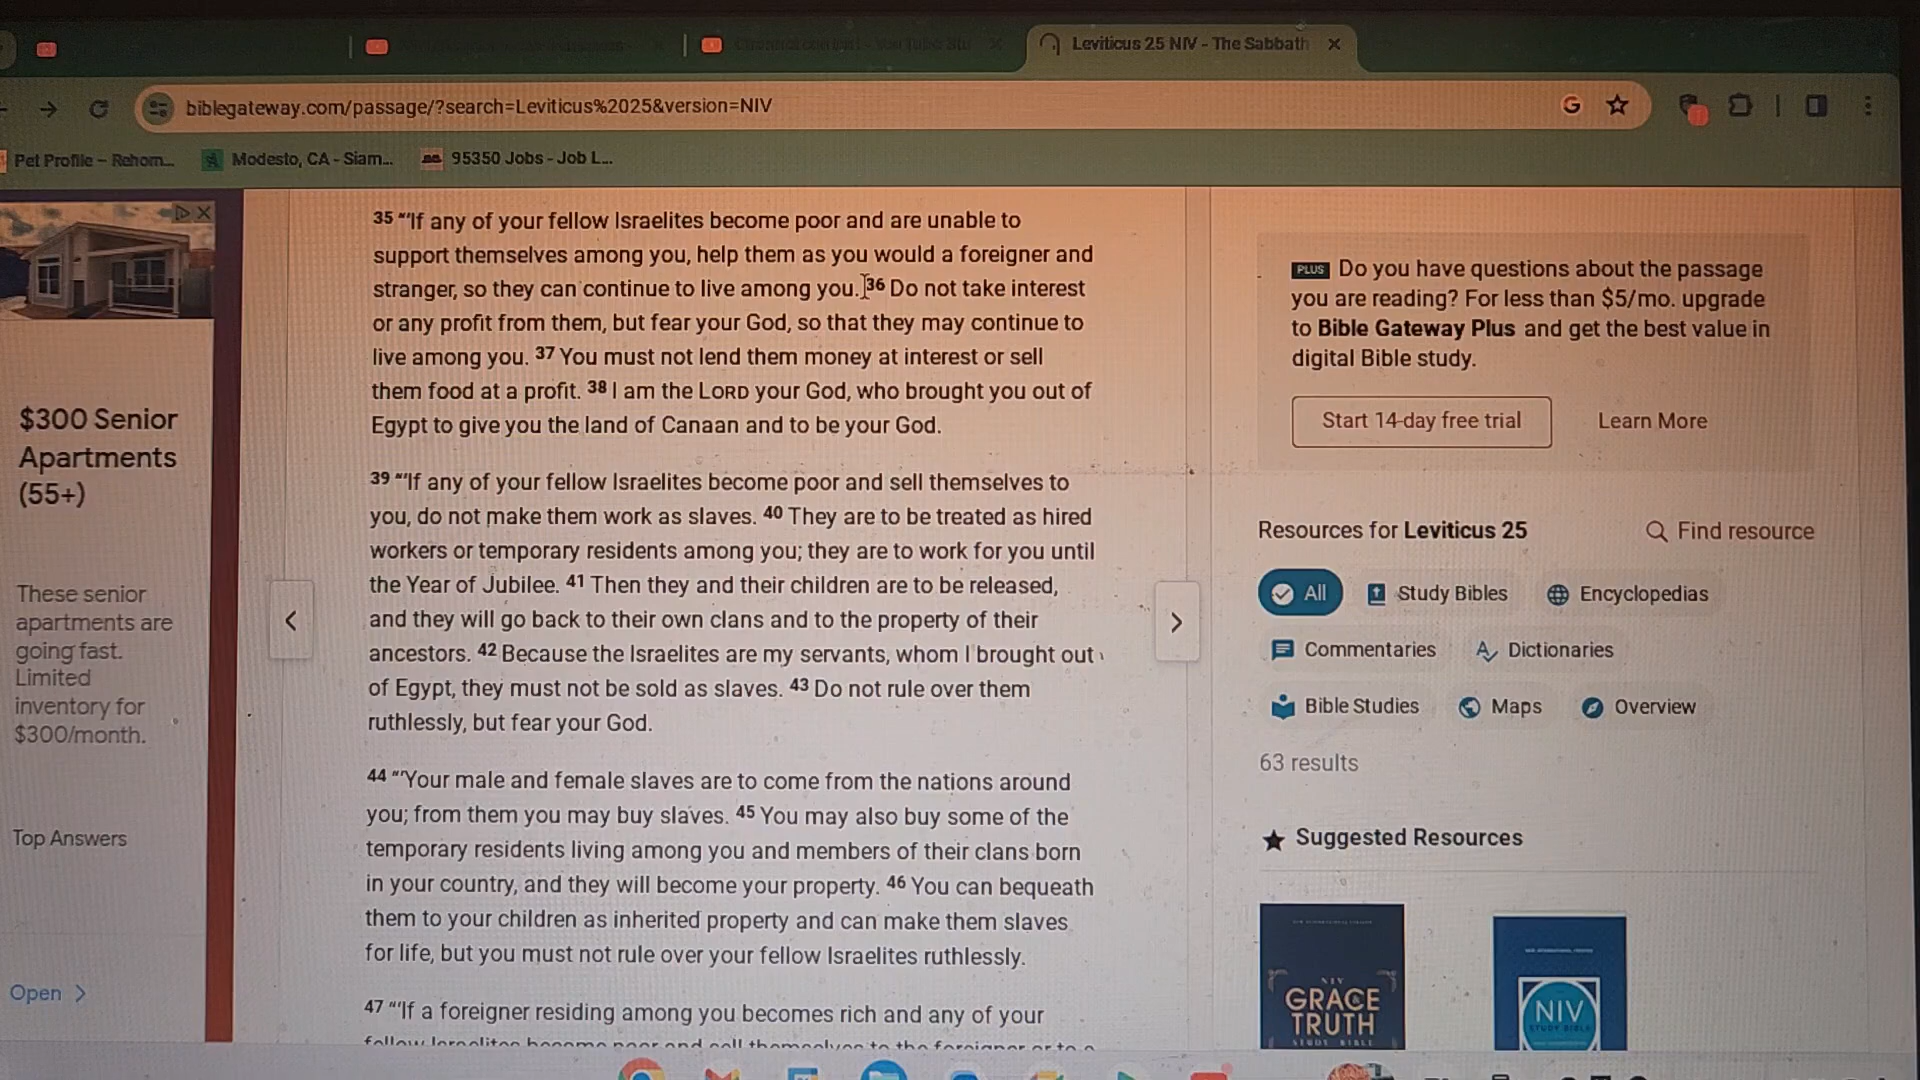 Leviticus 25 NIV - The Sabbath
biblegateway.com/passage/?search=Leviticus%2025&version=NIV
Pet Profile – Rehom...
Modesto, CA - Siam...
95350 Jobs - Job L...
35 “‘If any of your fellow Israelites become poor and are unable to
support themselves among you, help them as you would a foreigner and
stranger, so they can continue to live among you. 36 Do not take interest
or any profit from them, but fear your God, so that they may continue to
live among you. 37 You must not lend them money at interest or sell
them food at a profit. 38 I am the LORD your God, who brought you out of
Egypt to give you the land of Canaan and to be your God.
39 “‘If any of your fellow Israelites become poor and sell themselves to
you, do not make them work as slaves. 40 They are to be treated as hired
workers or temporary residents among you; they are to work for you until
the Year of Jubilee. 41 Then they and their children are to be released,
and they will go back to their own clans and to the property of their
ancestors. 42 Because the Israelites are my servants, whom I brought out
of Egypt, they must not be sold as slaves. 43 Do not rule over them
ruthlessly, but fear your God.
44 “‘Your male and female slaves are to come from the nations around
you; from them you may buy slaves. 45 You may also buy some of the
temporary residents living among you and members of their clans born
in your country, and they will become your property. 46 You can bequeath
them to your children as inherited property and can make them slaves
for life, but you must not rule over your fellow Israelites ruthlessly.
47 “‘If a foreigner residing among you becomes rich and any of your
fellow Israelites become poor and sell themselves to the foreigner or to a
$300 Senior
Apartments
(55+)
These senior
apartments are
going fast.
Limited
inventory for
$300/month.
Top Answers
Open
PLUS Do you have questions about the passage
you are reading? For less than $5/mo. upgrade
to Bible Gateway Plus and get the best value in
digital Bible study.
Start 14-day free trial
Learn More
Resources for Leviticus 25
Find resource
All
Study Bibles
Encyclopedias
Commentaries
Dictionaries
Bible Studies
Maps
Overview
63 results
Suggested Resources
NIV
GRACE
TRUTH
STUDY BIBLE
NIV
STUDY BIBLE